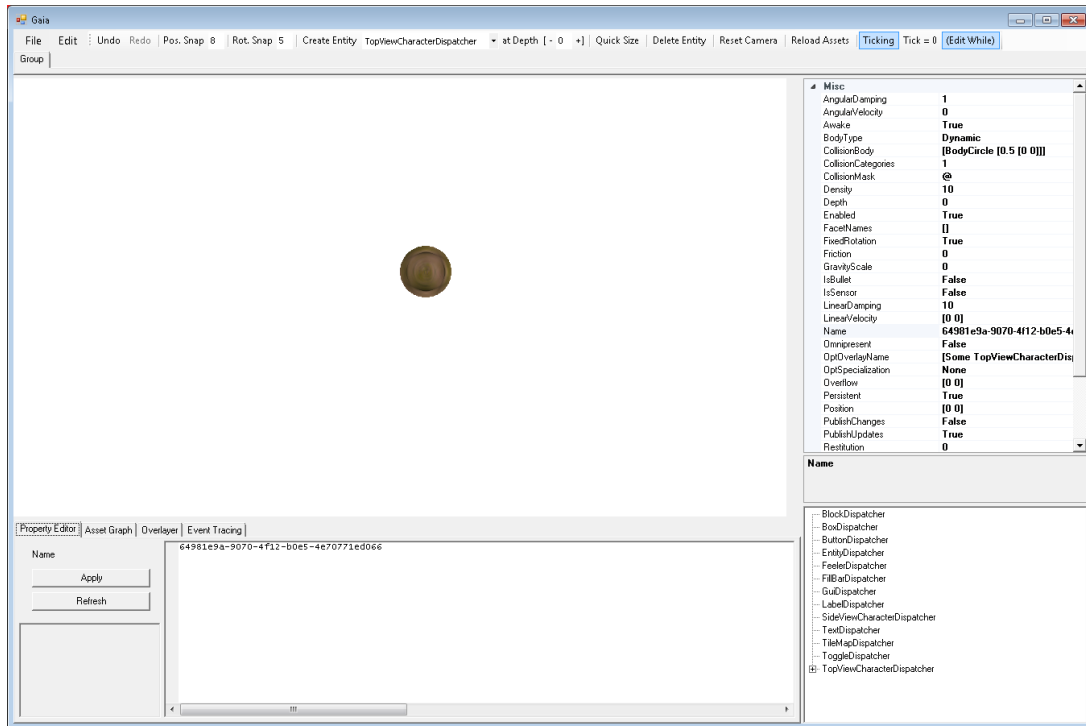 Gaia
File Edit Undo Redo Pos. Snap 8 Rot. Snap 5 Create Entity TopViewCharacterDispatcher at Depth [ - 0 +] Quick Size Delete Entity Reset Camera Reload Assets Ticking Tick = 0 (Edit While)
Group
Misc
AngularDamping 1
AngularVelocity 0
Awake True
BodyType Dynamic
CollisionBody [BodyCircle [0.5 [0 0]]]
CollisionCategories 1
CollisionMask @
Density 10
Depth 0
Enabled True
FacetNames []
FixedRotation True
Friction 0
GravityScale 0
IsBullet False
IsSensor False
LinearDamping 10
LinearVelocity [0 0]
Name 64981e9a-9070-4f12-b0e5-4e
Omnipresent False
OptOverlayName [Some TopViewCharacterDis
OptSpecialization None
Overflow [0 0]
Persistent True
Position [0 0]
PublishChanges False
PublishUpdates True
Restitution 0
Name
Property Editor Asset Graph Overlayer Event Tracing
Name
Apply
Refresh
64981e9a-9070-4f12-b0e5-4e70771ed066
BlockDispatcher
BoxDispatcher
ButtonDispatcher
EntityDispatcher
FeelerDispatcher
FillBarDispatcher
GuiDispatcher
LabelDispatcher
SideViewCharacterDispatcher
TextDispatcher
TileMapDispatcher
ToggleDispatcher
TopViewCharacterDispatcher